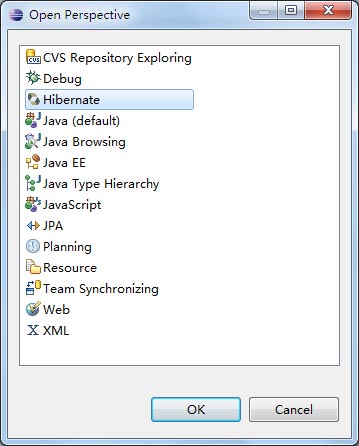 Open Perspective
CVS Repository Exploring
Debug
Hibernate
Java (default)
Java Browsing
Java EE
Java Type Hierarchy
JavaScript
JPA
Planning
Resource
Team Synchronizing
Web
XML
OK
Cancel